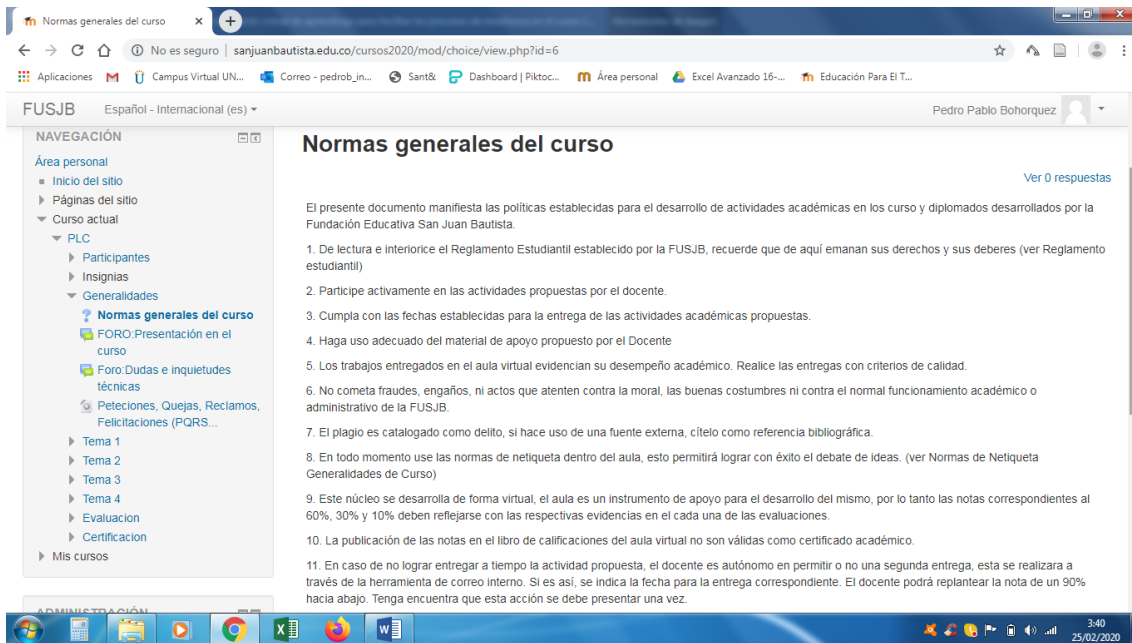 Normas generales del curso
No es seguro | sanjuanbautista.edu.co/cursos2020/mod/choice/view.php?id=6
Aplicaciones
Campus Virtual UN...
Correo - pedrob_in...
Sant&
Dashboard | Piktoc...
Área personal
Excel Avanzado 16-...
Educación Para El T...
FUSJB
Español - Internacional (es)
Pedro Pablo Bohorquez
NAVEGACIÓN
Área personal
Inicio del sitio
Páginas del sitio
Curso actual
PLC
Participantes
Insignias
Generalidades
Normas generales del curso
FORO:Presentación en el
curso
Foro:Dudas e inquietudes
técnicas
Peteciones, Quejas, Reclamos,
Felicitaciones (PQRS...
Tema 1
Tema 2
Tema 3
Tema 4
Evaluacion
Certificacion
Mis cursos
ADMINISTRACIÓN
Normas generales del curso
Ver 0 respuestas
El presente documento manifiesta las políticas establecidas para el desarrollo de actividades académicas en los curso y diplomados desarrollados por la
Fundación Educativa San Juan Bautista.
1. De lectura e interiorice el Reglamento Estudiantil establecido por la FUSJB, recuerde que de aquí emanan sus derechos y sus deberes (ver Reglamento
estudiantil)
2. Participe activamente en las actividades propuestas por el docente.
3. Cumpla con las fechas establecidas para la entrega de las actividades académicas propuestas.
4. Haga uso adecuado del material de apoyo propuesto por el Docente
5. Los trabajos entregados en el aula virtual evidencian su desempeño académico. Realice las entregas con criterios de calidad.
6. No cometa fraudes, engaños, ni actos que atenten contra la moral, las buenas costumbres ni contra el normal funcionamiento académico o
administrativo de la FUSJB.
7. El plagio es catalogado como delito, si hace uso de una fuente externa, cítelo como referencia bibliográfica.
8. En todo momento use las normas de netiqueta dentro del aula, esto permitirá lograr con éxito el debate de ideas. (ver Normas de Netiqueta
Generalidades de Curso)
9. Este núcleo se desarrolla de forma virtual, el aula es un instrumento de apoyo para el desarrollo del mismo, por lo tanto las notas correspondientes al
60%, 30% y 10% deben reflejarse con las respectivas evidencias en el cada una de las evaluaciones.
10. La publicación de las notas en el libro de calificaciones del aula virtual no son válidas como certificado académico.
11. En caso de no lograr entregar a tiempo la actividad propuesta, el docente es autónomo en permitir o no una segunda entrega, esta se realizara a
través de la herramienta de correo interno. Si es así, se indica la fecha para la entrega correspondiente. El docente podrá replantear la nota de un 90%
hacia abajo. Tenga encuentra que esta acción se debe presentar una vez.
3:40
25/02/2020